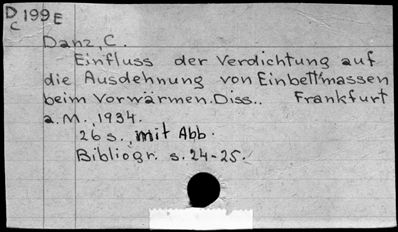 D 199 E
C
Danz, C.
Einfluss der Verdichtung auf
die Ausdehnung von Einbettmassen
beim Vorwärmen. Diss.. Frankfurt
a. M., 1934.
26 s., mit Abb.
Bibliogr. s. 24-25.